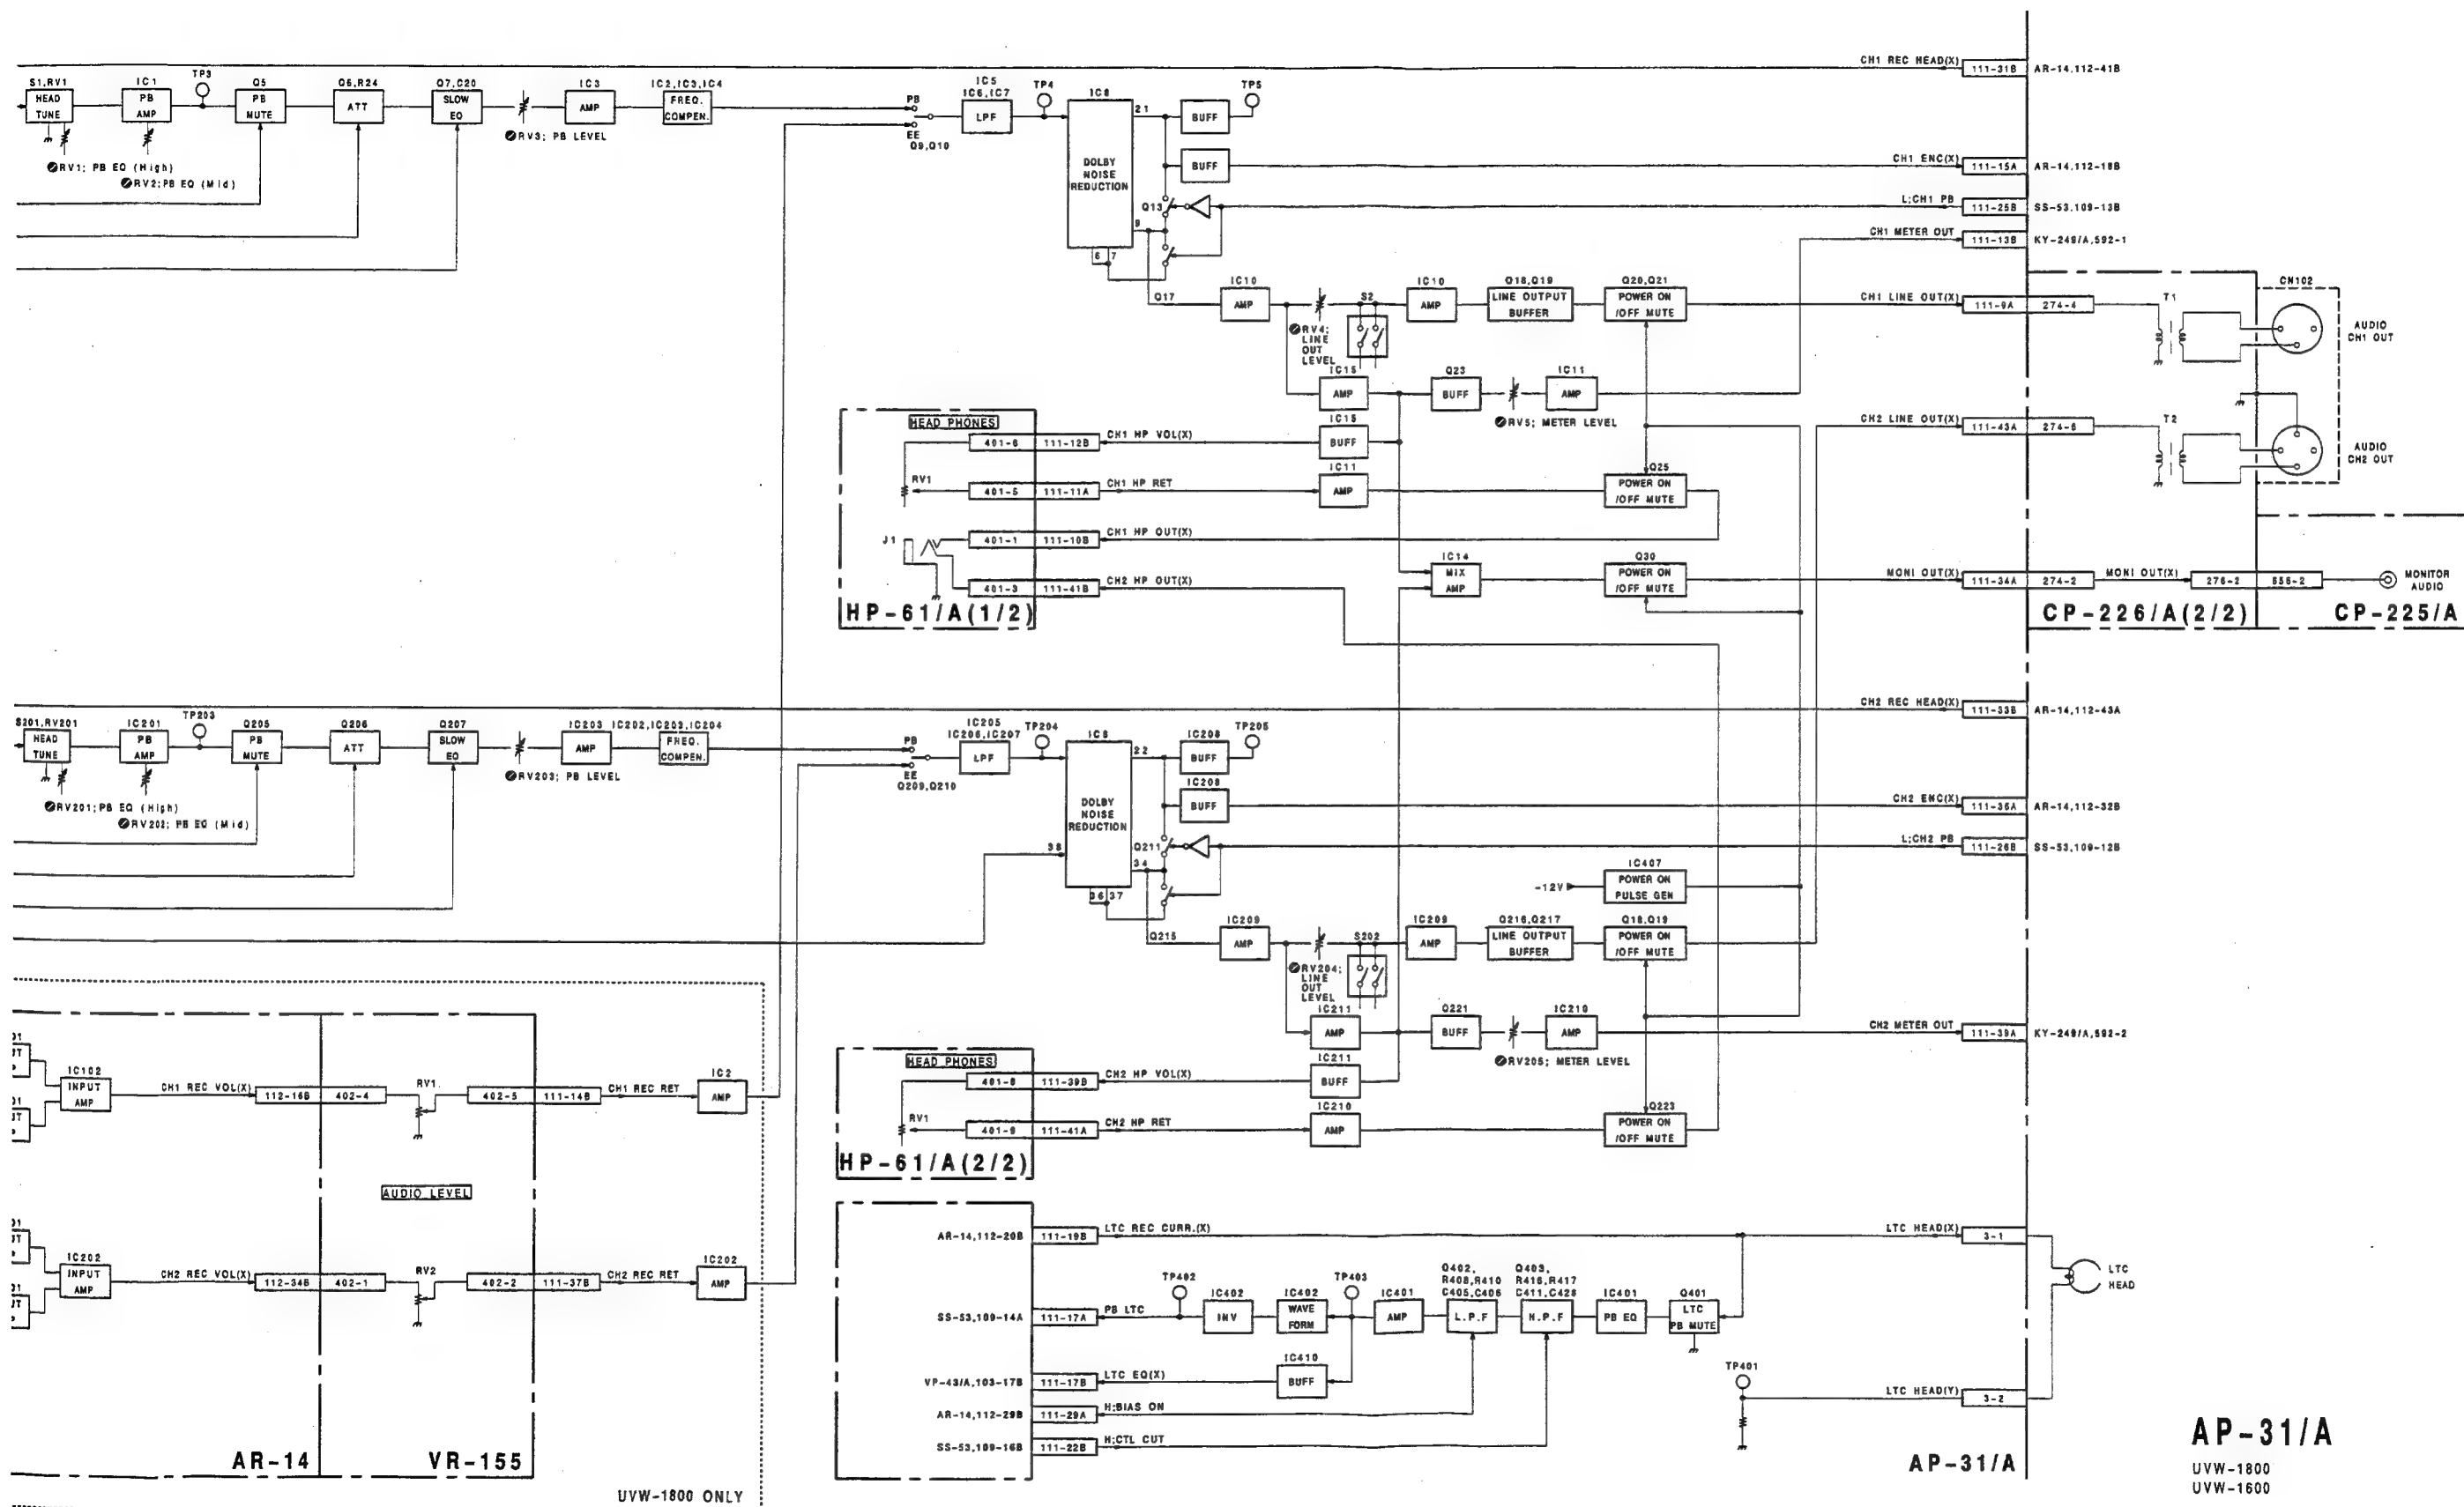 CH1 REC HEAD(X) 111-31B AR-14,112-41B
S1,RV1 IC1 TP3 Q5 Q6,R24 Q7,C20 IC3 IC2,IC3,IC4
HEAD TUNE
PB AMP
PB MUTE
ATT
SLOW EQ
AMP
FREQ. COMPEN.
RV1; PB EQ (High)
RV2;PB EQ (Mid)
RV3; PB LEVEL
PB
EE
Q9,Q10
IC5
IC6,IC7
LPF
TP4
IC8
DOLBY
NOISE
REDUCTION
21
9
6 7
BUFF
TP5
BUFF
CH1 ENC(X) 111-15A AR-14,112-18B
Q13
L;CH1 PB 111-25B SS-53,109-13B
CH1 METER OUT 111-13B KY-249/A,592-1
Q17
IC10
AMP
RV4;
LINE
OUT
LEVEL
S2
IC10
AMP
Q18,Q19
LINE OUTPUT
BUFFER
Q20,Q21
POWER ON
/OFF MUTE
CH1 LINE OUT(X) 111-9A 274-4
T1
CN102
AUDIO
CH1 OUT
IC15
AMP
Q23
BUFF
IC11
AMP
RV5; METER LEVEL
CH2 LINE OUT(X) 111-43A 274-6
T2
AUDIO
CH2 OUT
HEAD PHONES
401-6 111-12B CH1 HP VOL(X)
IC15
BUFF
RV1
401-5 111-11A CH1 HP RET
IC11
AMP
Q25
POWER ON
/OFF MUTE
J1
401-1 111-10B CH1 HP OUT(X)
401-3 111-41B CH2 HP OUT(X)
HP-61/A(1/2)
IC14
MIX
AMP
Q30
POWER ON
/OFF MUTE
MONI OUT(X) 111-34A 274-2 MONI OUT(X) 276-2 656-2
MONITOR
AUDIO
CP-226/A(2/2)
CP-225/A
CH2 REC HEAD(X) 111-33B AR-14,112-43A
S201,RV201 IC201 TP203 Q205 Q206 Q207 IC203 IC202,IC203,IC204
HEAD TUNE
PB AMP
PB MUTE
ATT
SLOW EQ
AMP
FREQ. COMPEN.
RV201;PB EQ (High)
RV202; PB EQ (Mid)
RV203; PB LEVEL
PB
EE
Q209,Q210
IC205
IC206,IC207
LPF
TP204
IC8
DOLBY
NOISE
REDUCTION
22
38
34
36 37
IC208
BUFF
TP205
IC208
BUFF
CH2 ENC(X) 111-36A AR-14,112-32B
Q211
L;CH2 PB 111-26B SS-53,109-12B
IC407
-12V
POWER ON
PULSE GEN
Q215
IC209
AMP
RV204;
LINE
OUT
LEVEL
S202
IC209
AMP
Q216,Q217
LINE OUTPUT
BUFFER
Q18,Q19
POWER ON
/OFF MUTE
IC211
AMP
Q221
BUFF
IC210
AMP
CH2 METER OUT 111-39A KY-249/A,592-2
RV205; METER LEVEL
HEAD PHONES
401-8 111-39B CH2 HP VOL(X)
IC211
BUFF
RV1
401-9 111-41A CH2 HP RET
IC210
AMP
Q223
POWER ON
/OFF MUTE
HP-61/A(2/2)
IC102
INPUT
AMP
CH1 REC VOL(X) 112-16B 402-4
RV1
402-5 111-14B CH1 REC RET
IC2
AMP
AUDIO LEVEL
IC202
INPUT
AMP
CH2 REC VOL(X) 112-34B 402-1
RV2
402-2 111-37B CH2 REC RET
IC202
AMP
AR-14
VR-155
UVW-1800 ONLY
AR-14,112-20B 111-19B LTC REC CURR.(X)
LTC HEAD(X) 3-1
LTC
HEAD
SS-53,109-14A 111-17A PB LTC
TP402
IC402
INV
IC402
WAVE
FORM
TP403
IC401
AMP
Q402,
R408,R410
C405,C406
L.P.F
Q403,
R416,R417
C411,C428
H.P.F
IC401
PB EQ
Q401
LTC
PB MUTE
VP-43/A,103-17B 111-17B LTC EQ(X)
IC410
BUFF
TP401
LTC HEAD(Y) 3-2
AR-14,112-29B 111-29A H;BIAS ON
SS-53,109-16B 111-22B H;CTL CUT
AP-31/A
AP-31/A
UVW-1800
UVW-1600